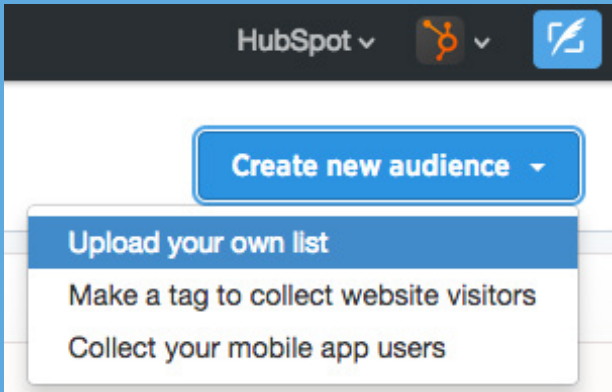 HubSpot
Create new audience
Upload your own list
Make a tag to collect website visitors
Collect your mobile app users